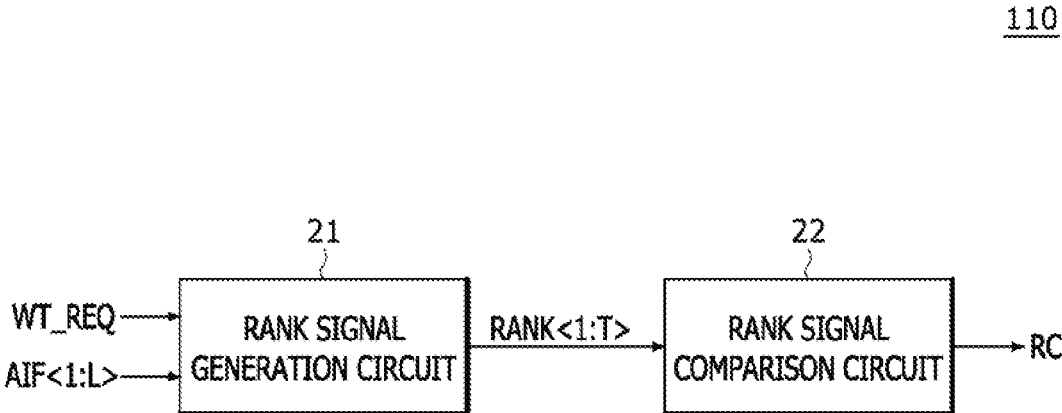 110
21
22
WT_REQ
AIF<1:L>
RANK SIGNAL
GENERATION CIRCUIT
RANK<1:T>
RANK SIGNAL
COMPARISON CIRCUIT
RC